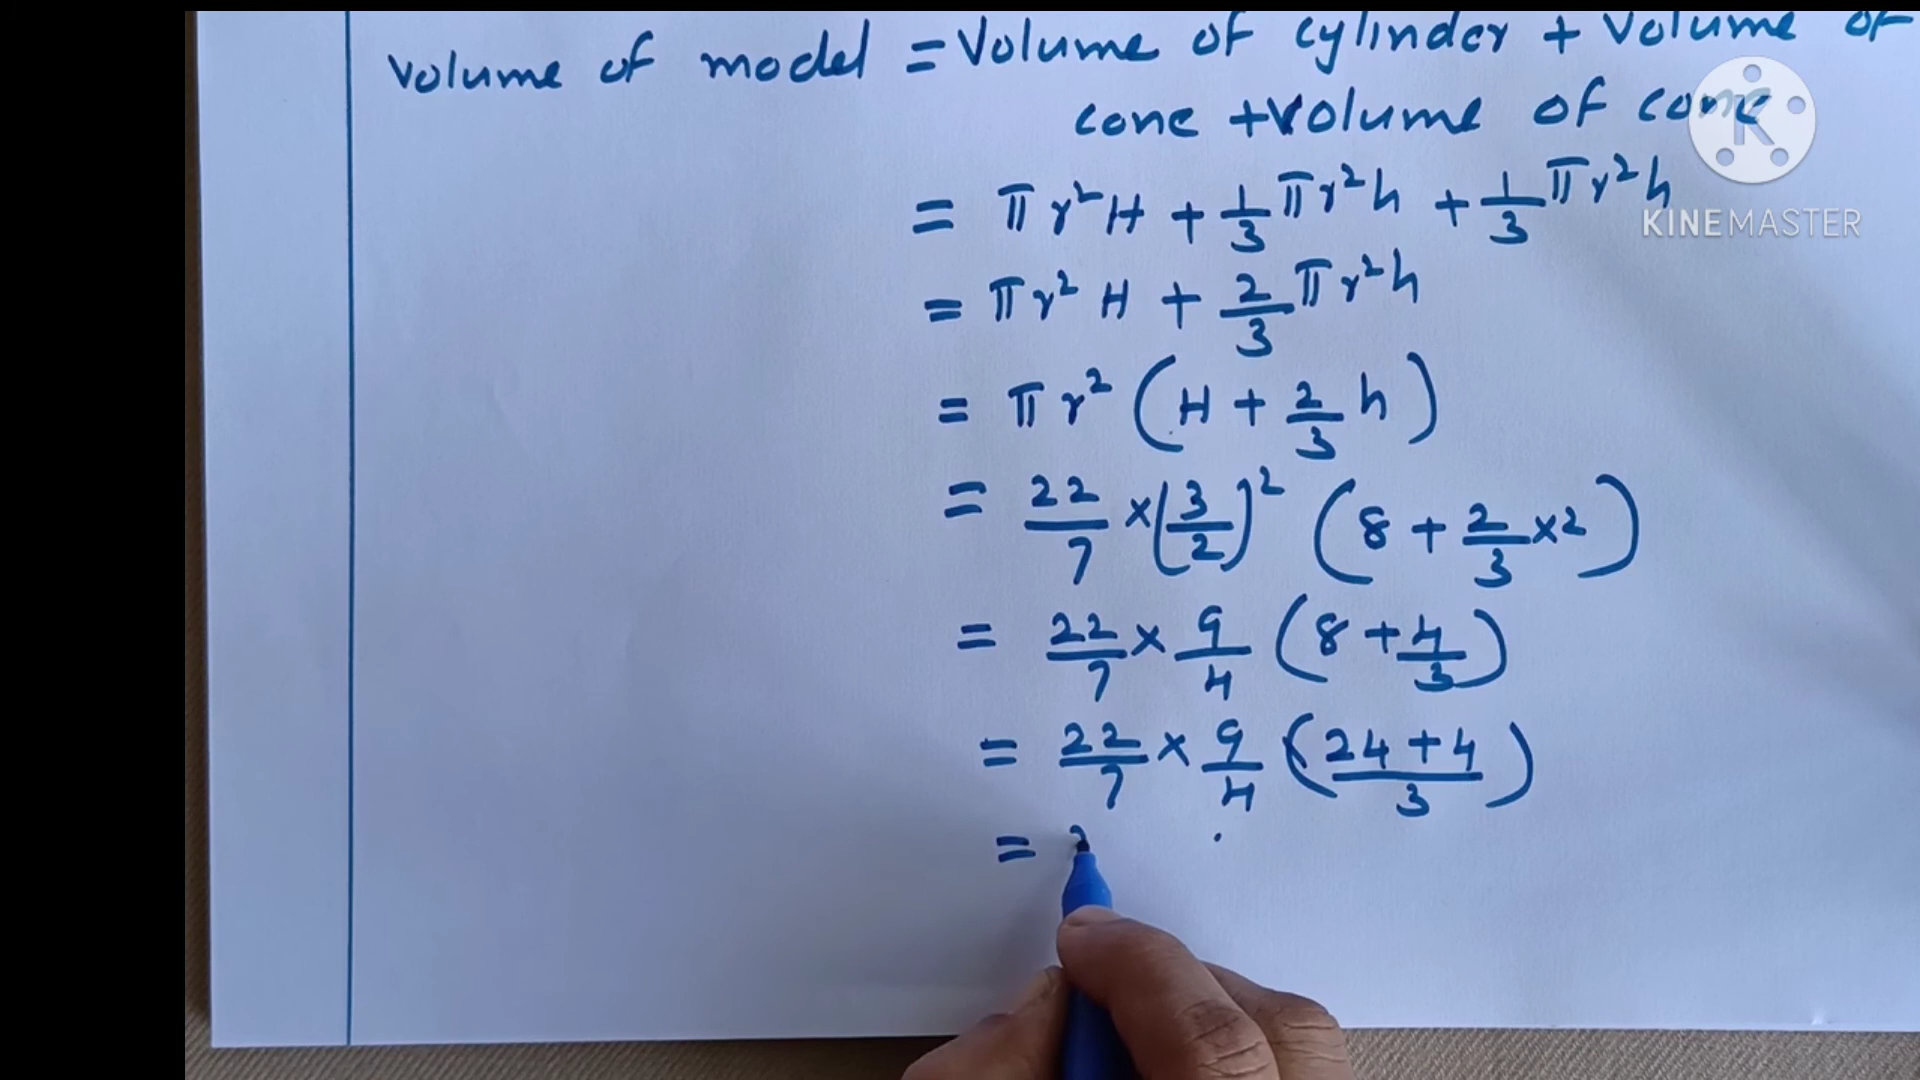 Volume of model = Volume of cylinder + Volume of
cone + Volume of cone
= πr²H + 1/3 πr²h + 1/3 πr²h
= πr² H + 2/3 πr²h
= πr² (H + 2/3 h)
= 22/7 × (3/2)² (8 + 2/3 × 2)
= 22/7 × 9/4 (8 + 4/3)
= 22/7 × 9/4 (24 + 4/3)
=
K
KINEMASTER